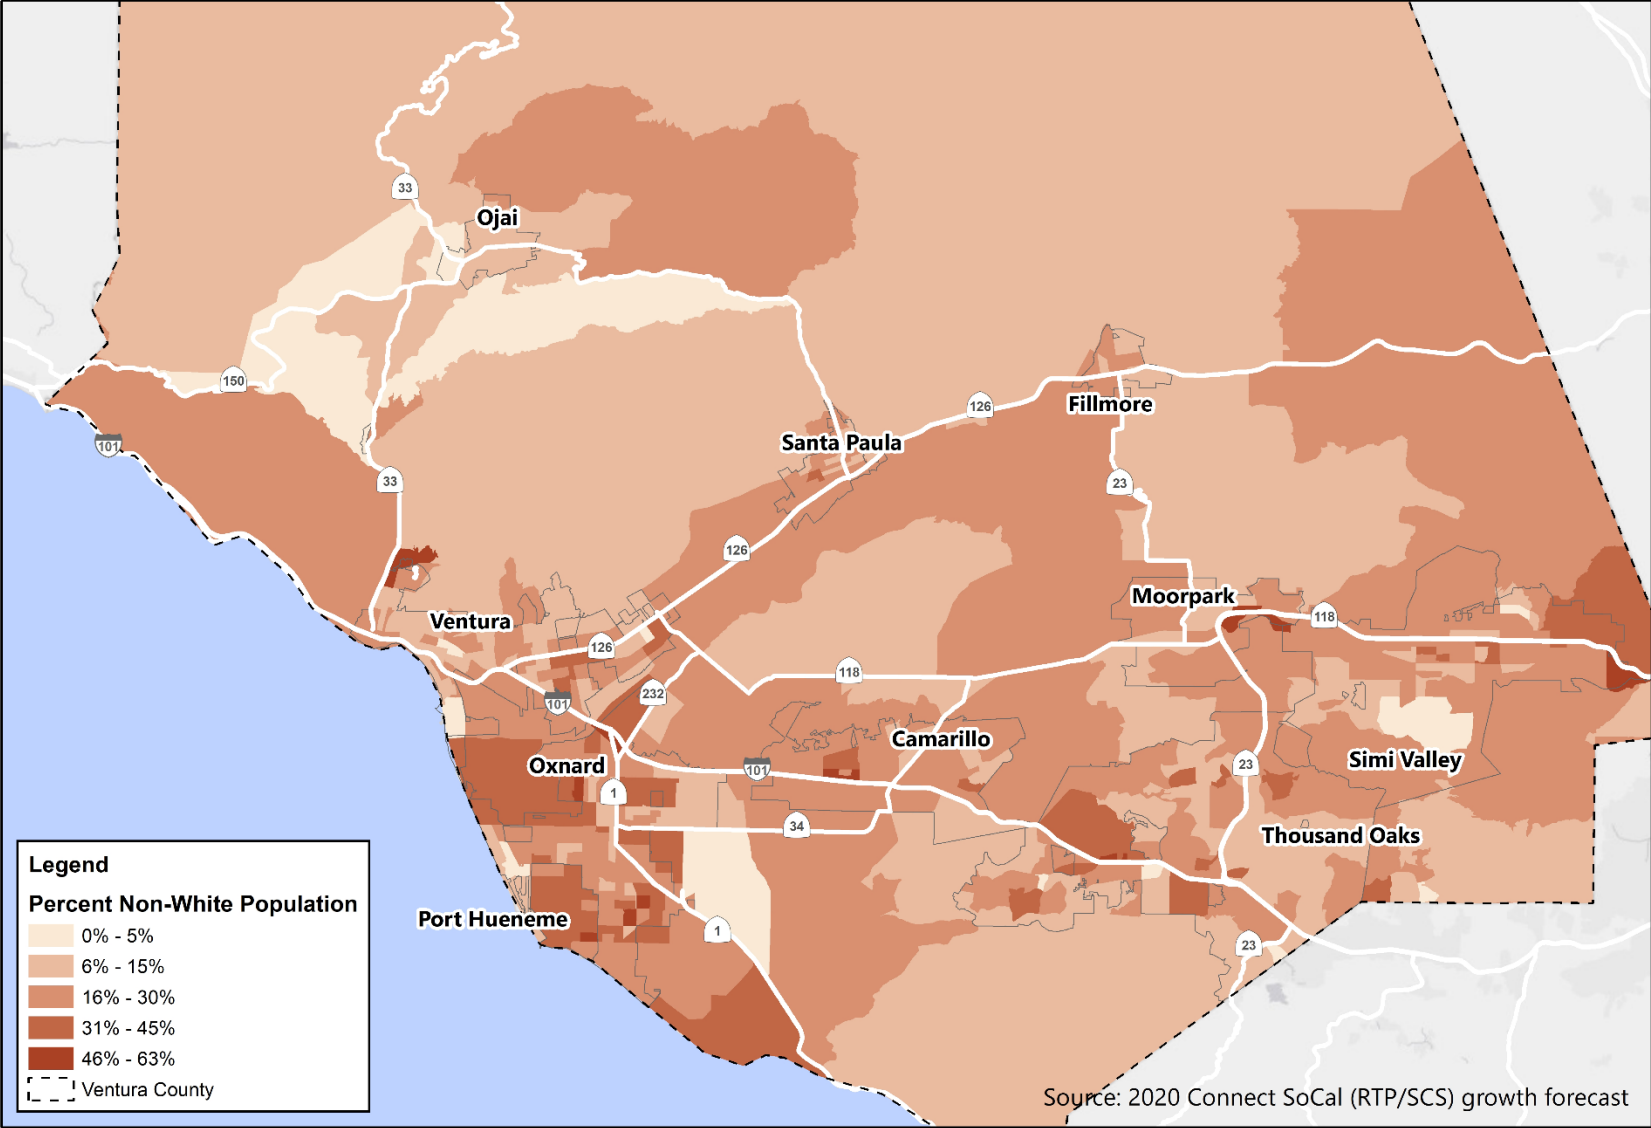 33
Ojai
150
126
Fillmore
Santa Paula
101
33
23
126
Moorpark
118
Ventura
126
118
232
101
Camarillo
Simi Valley
Oxnard
101
23
1
34
Thousand Oaks
Port Hueneme
1
23
Legend
Percent Non-White Population
0% - 5%
6% - 15%
16% - 30%
31% - 45%
46% - 63%
Ventura County
Source: 2020 Connect SoCal (RTP/SCS) growth forecast